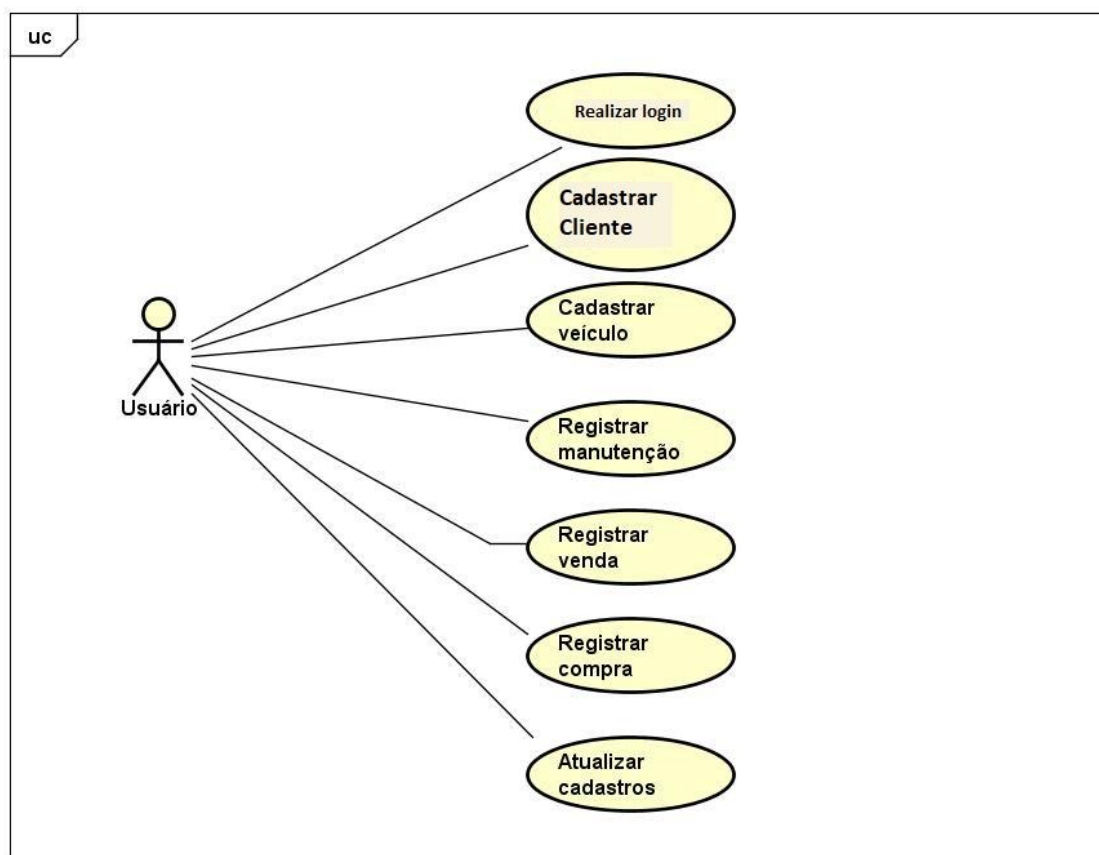 uc
Realizar login
Cadastrar
Cliente
Cadastrar
veículo
Usuário
Registrar
manutenção
Registrar
venda
Registrar
compra
Atualizar
cadastros